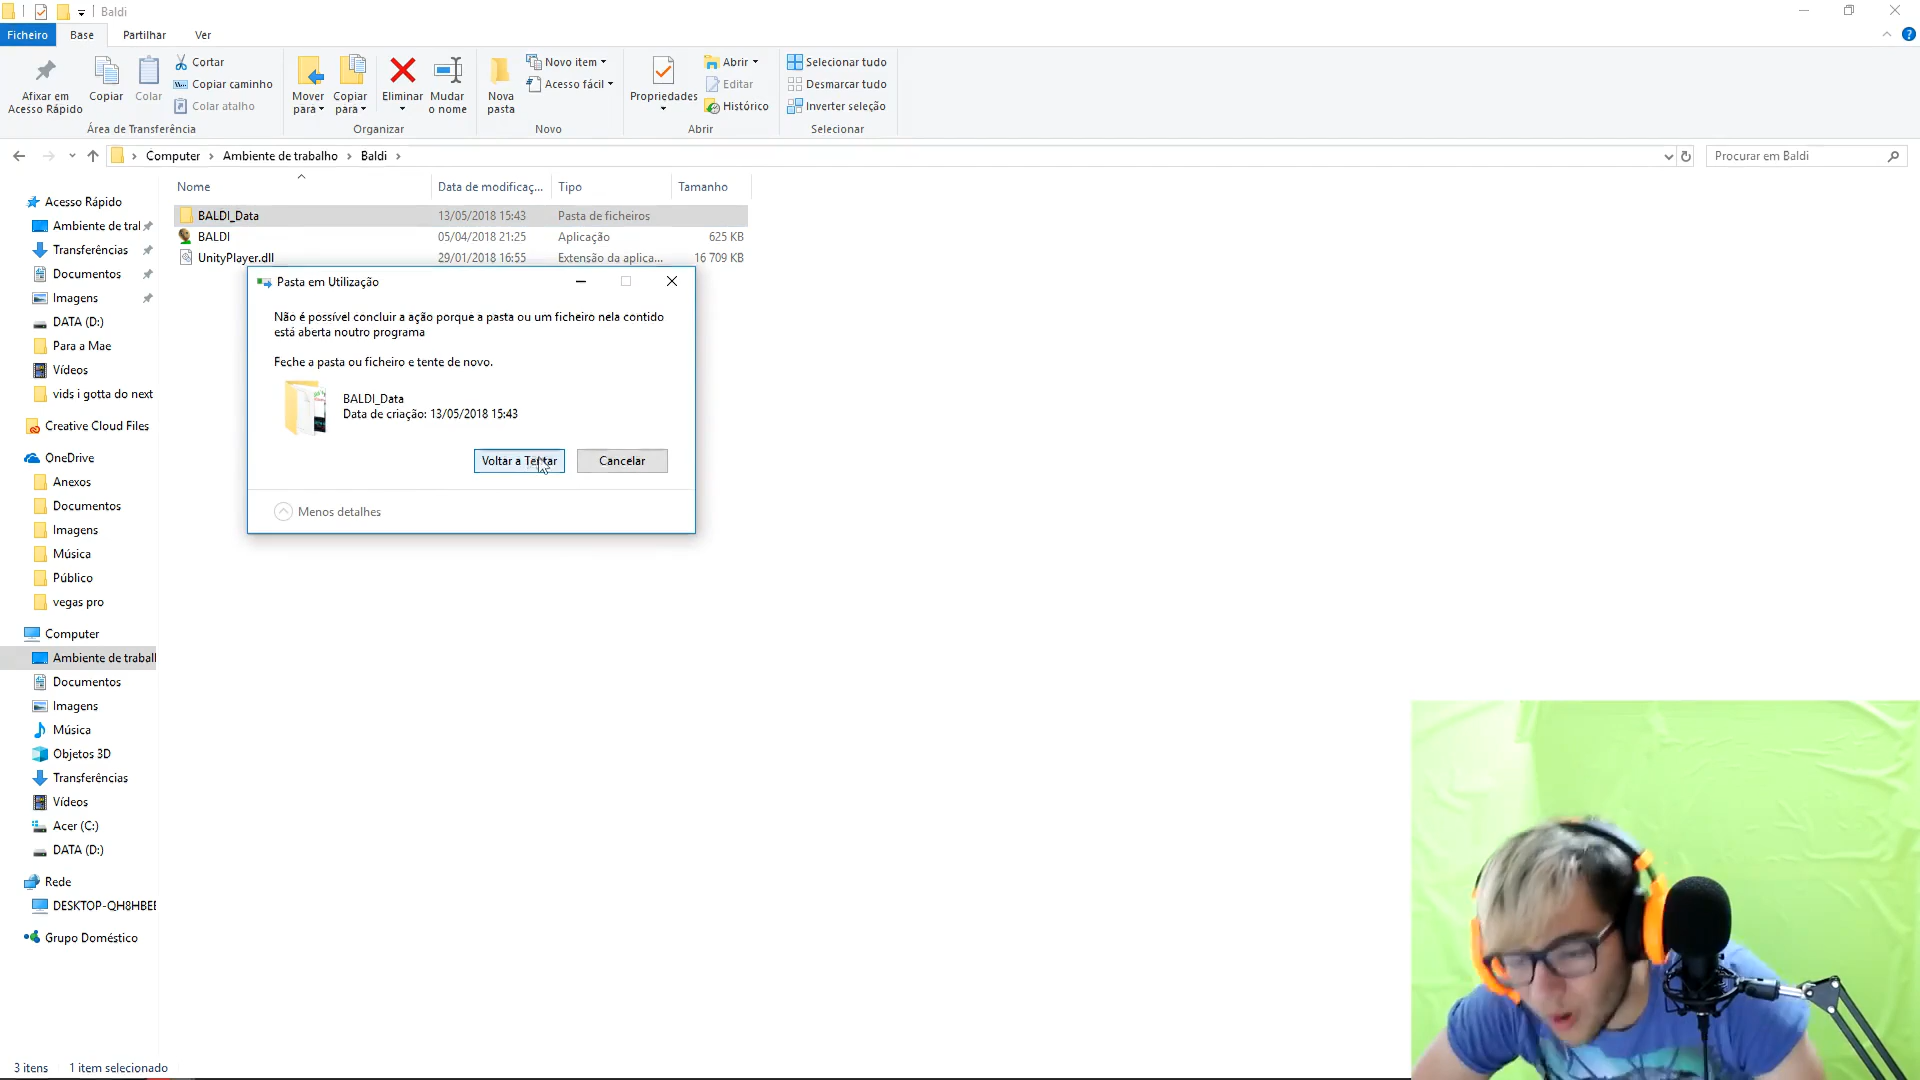 Baldi
Ficheiro Base Partilhar Ver
Afixar em Acesso Rápido
Copiar
Colar
Cortar
Copiar caminho
Colar atalho
Área de Transferência
Mover para
Copiar para
Eliminar
Mudar o nome
Organizar
Nova pasta
Novo item
Acesso fácil
Novo
Propriedades
Abrir
Editar
Histórico
Abrir
Selecionar tudo
Desmarcar tudo
Inverter seleção
Selecionar
Computer > Ambiente de trabalho > Baldi >
Procurar em Baldi
Nome Data de modificaç... Tipo Tamanho
BALDI_Data 13/05/2018 15:43 Pasta de ficheiros
BALDI 05/04/2018 21:25 Aplicação 625 KB
UnityPlayer.dll 29/01/2018 16:55 Extensão da aplica... 16 709 KB
Pasta em Utilização
Não é possível concluir a ação porque a pasta ou um ficheiro nela contido
está aberta noutro programa
Feche a pasta ou ficheiro e tente de novo.
BALDI_Data
Data de criação: 13/05/2018 15:43
Voltar a Tentar Cancelar
Menos detalhes
Acesso Rápido
Ambiente de tral
Transferências
Documentos
Imagens
DATA (D:)
Para a Mae
Vídeos
vids i gotta do next
Creative Cloud Files
OneDrive
Anexos
Documentos
Imagens
Música
Público
vegas pro
Computer
Ambiente de traball
Documentos
Imagens
Música
Objetos 3D
Transferências
Vídeos
Acer (C:)
DATA (D:)
Rede
DESKTOP-QH8HBEE
Grupo Doméstico
3 itens 1 item selecionado